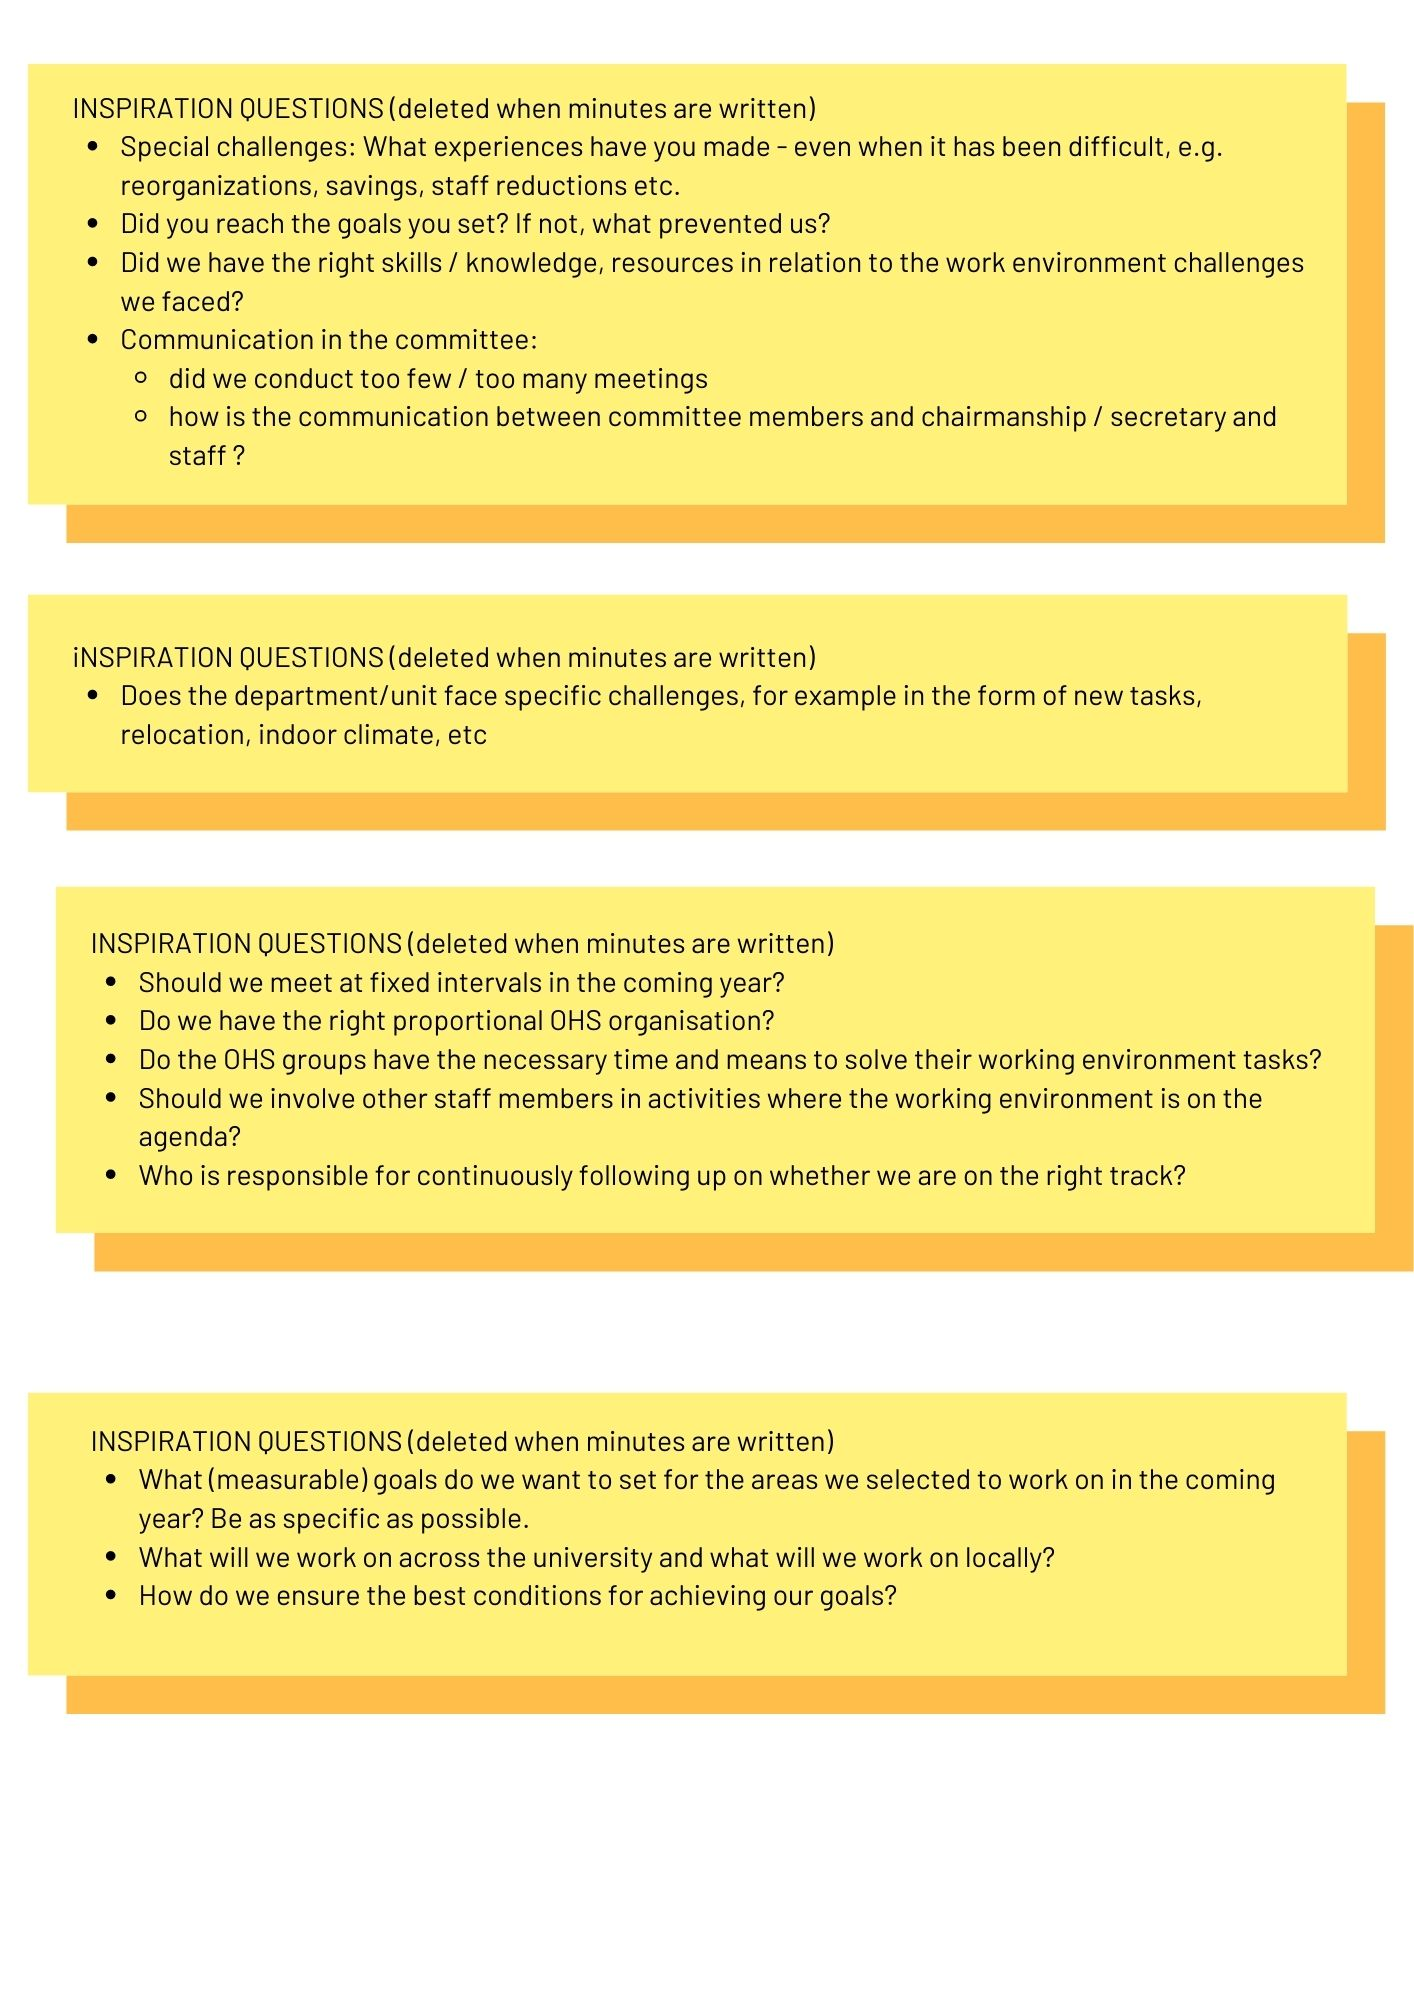 INSPIRATION QUESTIONS (deleted when minutes are written)
• Special challenges: What experiences have you made - even when it has been difficult, e.g.
reorganizations, savings, staff reductions etc.
• Did you reach the goals you set? If not, what prevented us?
• Did we have the right skills / knowledge, resources in relation to the work environment challenges
we faced?
• Communication in the committee:
◦ did we conduct too few / too many meetings
◦ how is the communication between committee members and chairmanship / secretary and
staff ?
iNSPIRATION QUESTIONS (deleted when minutes are written)
• Does the department/unit face specific challenges, for example in the form of new tasks,
relocation, indoor climate, etc
INSPIRATION QUESTIONS (deleted when minutes are written)
• Should we meet at fixed intervals in the coming year?
• Do we have the right proportional OHS organisation?
• Do the OHS groups have the necessary time and means to solve their working environment tasks?
• Should we involve other staff members in activities where the working environment is on the
agenda?
• Who is responsible for continuously following up on whether we are on the right track?
INSPIRATION QUESTIONS (deleted when minutes are written)
• What (measurable) goals do we want to set for the areas we selected to work on in the coming
year? Be as specific as possible.
• What will we work on across the university and what will we work on locally?
• How do we ensure the best conditions for achieving our goals?